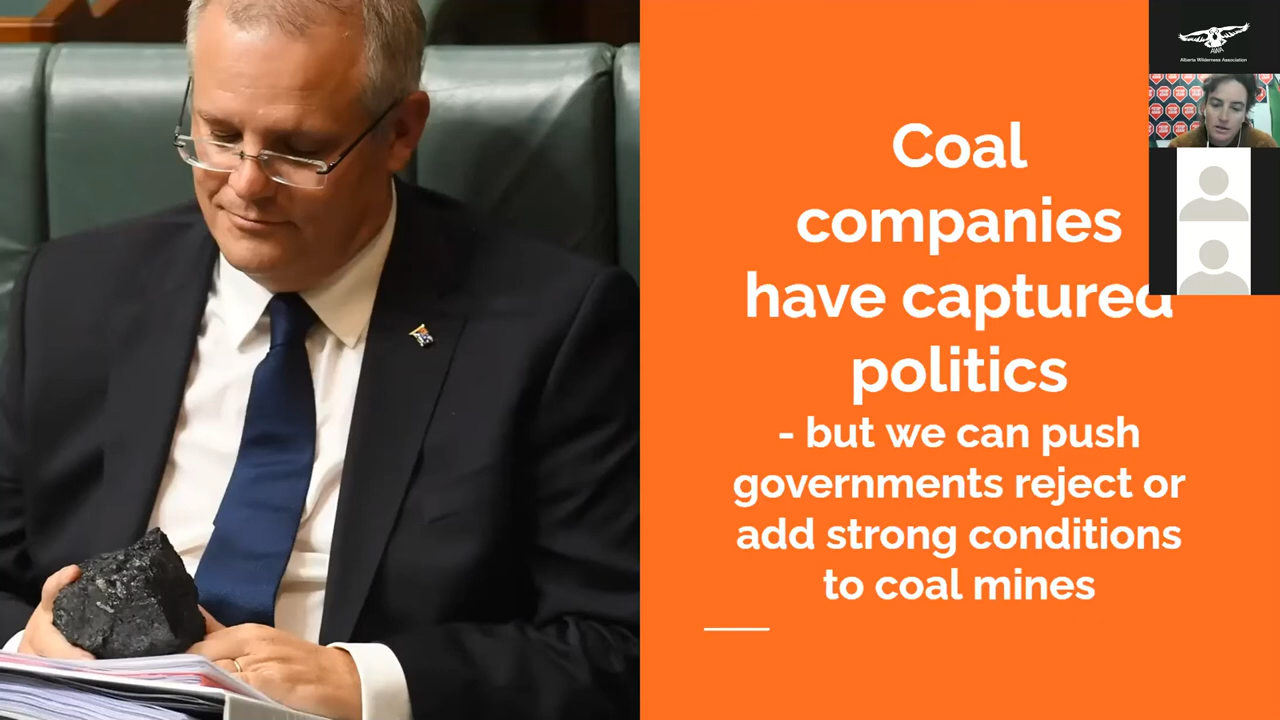 Coal
companies
have captured
politics
- but we can push
governments reject or
add strong conditions
to coal mines
AWA
Alberta Wilderness Association